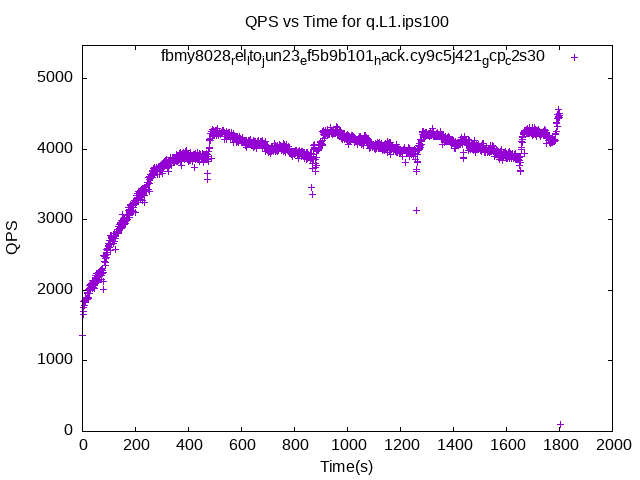 QPS vs Time for q.L1.ips100
fbmy8028relltojun23ef5b9b101hack.cy9c5j421gcpc2s30
5000
4000
3000
2000
1000
0
QPS
0 200 400 600 800 1000 1200 1400 1600 1800 2000
Time(s)